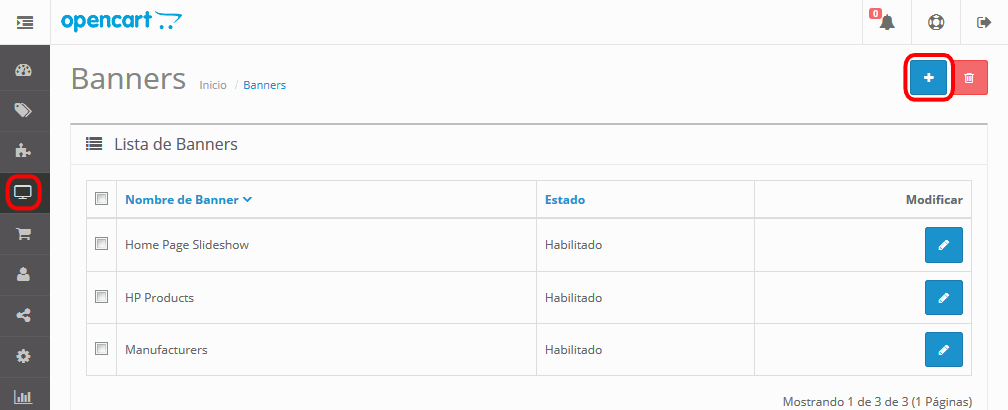 opencart
0
Banners Inicio / Banners
Lista de Banners
Nombre de Banner Estado Modificar
Home Page Slideshow Habilitado
HP Products Habilitado
Manufacturers Habilitado
Mostrando 1 de 3 de 3 (1 Páginas)